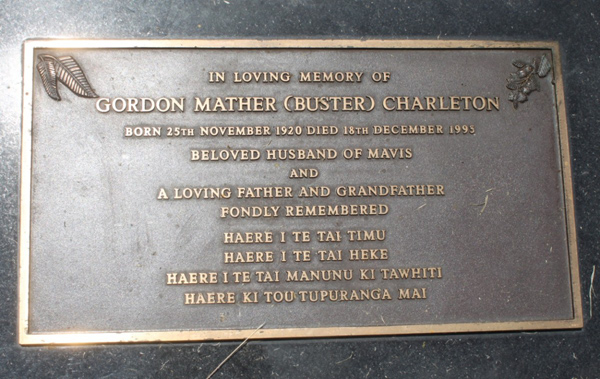 IN LOVING MEMORY OF
GORDON MATHER (BUSTER) CHARLETON
BORN 25TH NOVEMBER 1920 DIED 18TH DECEMBER 1995
BELOVED HUSBAND OF MAVIS
AND
A LOVING FATHER AND GRANDFATHER
FONDLY REMEMBERED
HAERE I TE TAI TIMU
HAERE I TE TAI HEKE
HAERE I TE TAI MANUNU KI TAWHITI
HAERE KI TOU TUPURANGA MAI